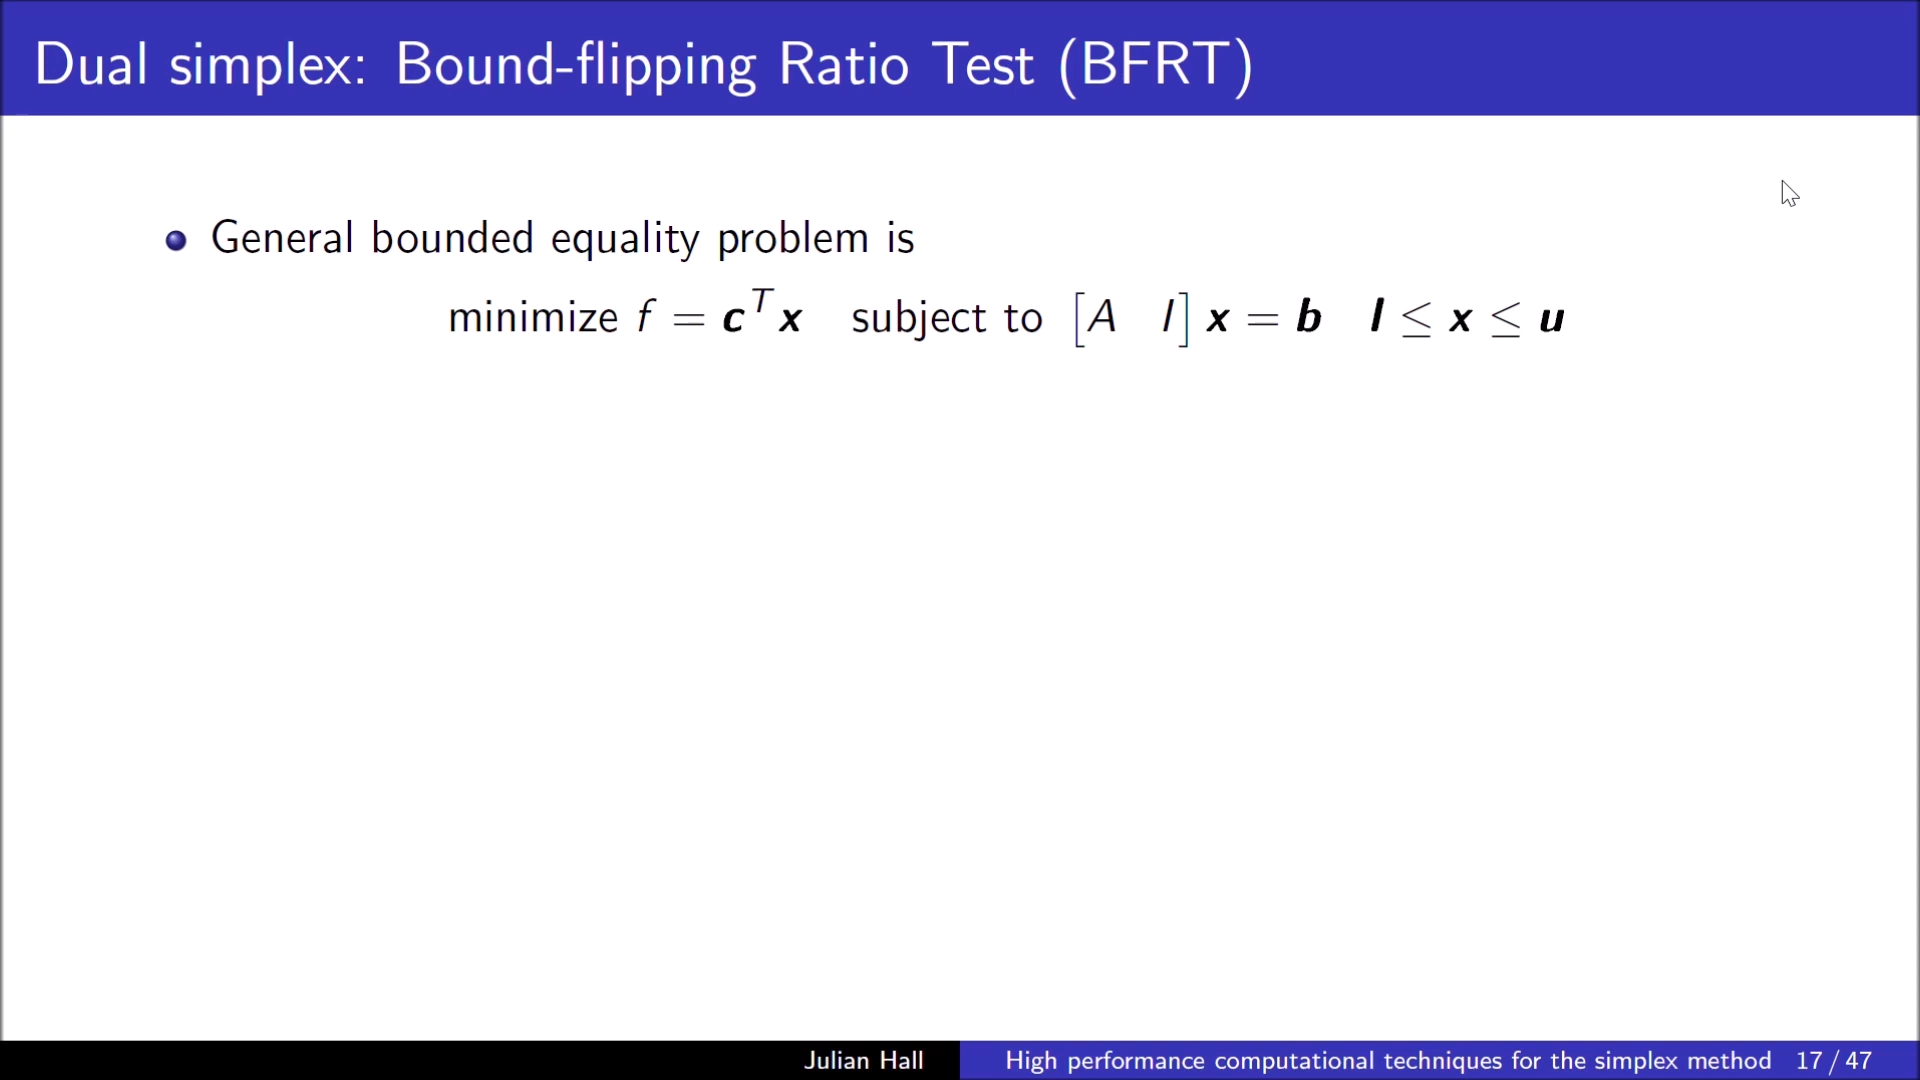 Dual simplex: Bound-flipping Ratio Test (BFRT)
General bounded equality problem is
minimize f = c^T x subject to [A I] x = b l ≤ x ≤ u
Julian Hall High performance computational techniques for the simplex method 17 / 47